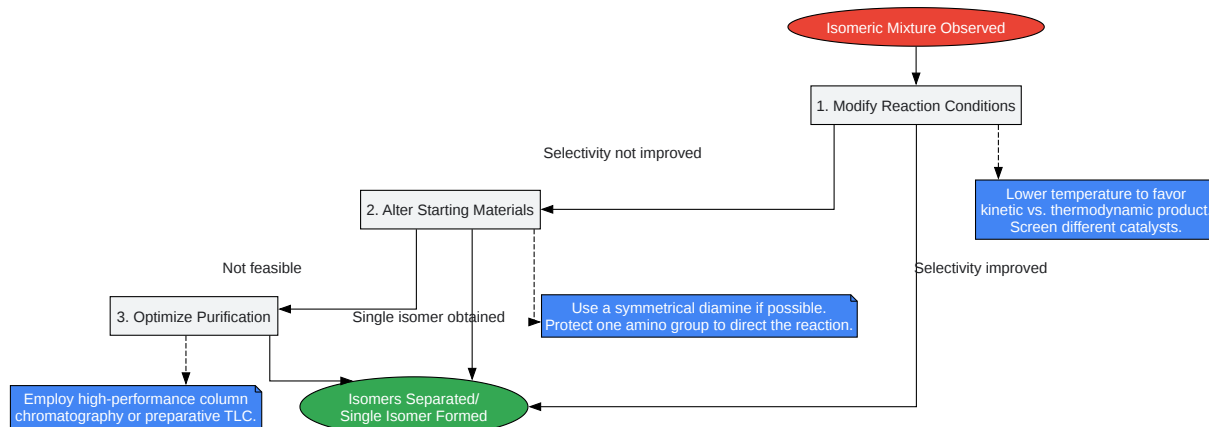 Isomeric Mixture Observed
1. Modify Reaction Conditions
Selectivity not improved
Lower temperature to favor
kinetic vs. thermodynamic product.
Screen different catalysts.
2. Alter Starting Materials
Not feasible
Selectivity improved
Use a symmetrical diamine if possible.
Protect one amino group to direct the reaction.
3. Optimize Purification
Single isomer obtained
Employ high-performance column
chromatography or preparative TLC.
Isomers Separated/
Single Isomer Formed